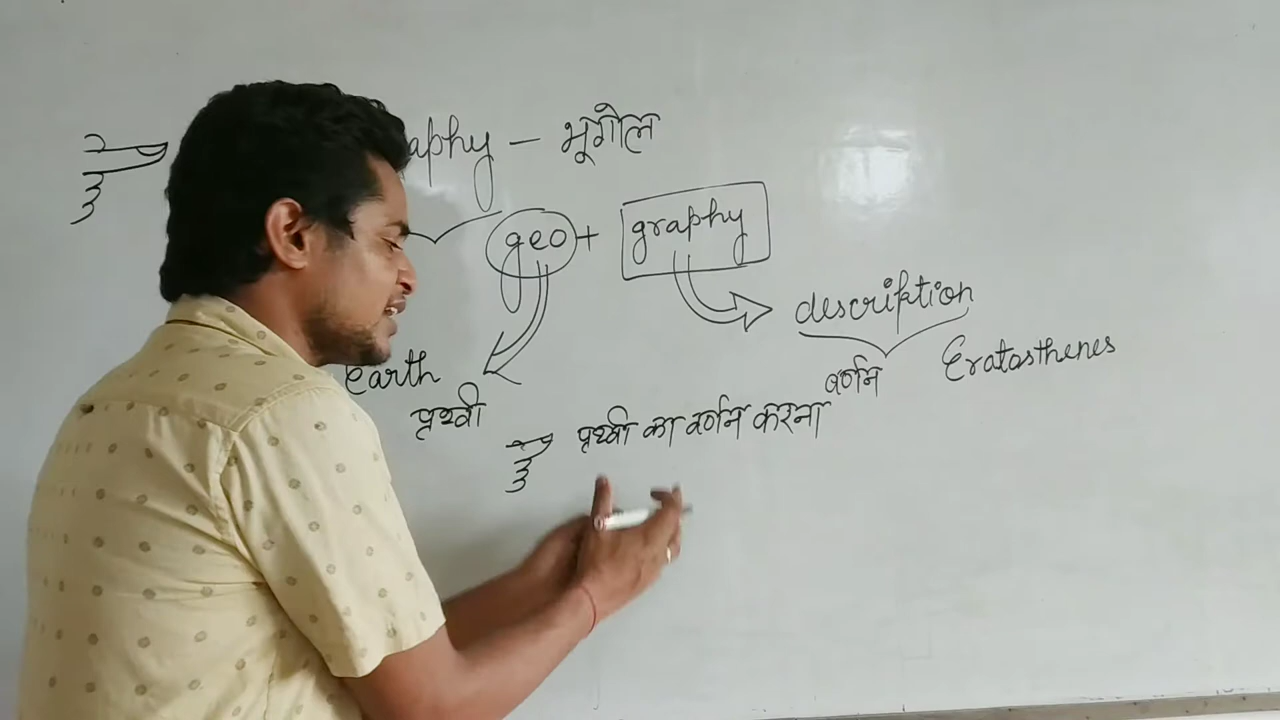 aphy - भूगोल
geo + graphy
description
earth
वर्णन
Eratasthenes
पृथ्वी
पृथ्वी का वर्णन करना